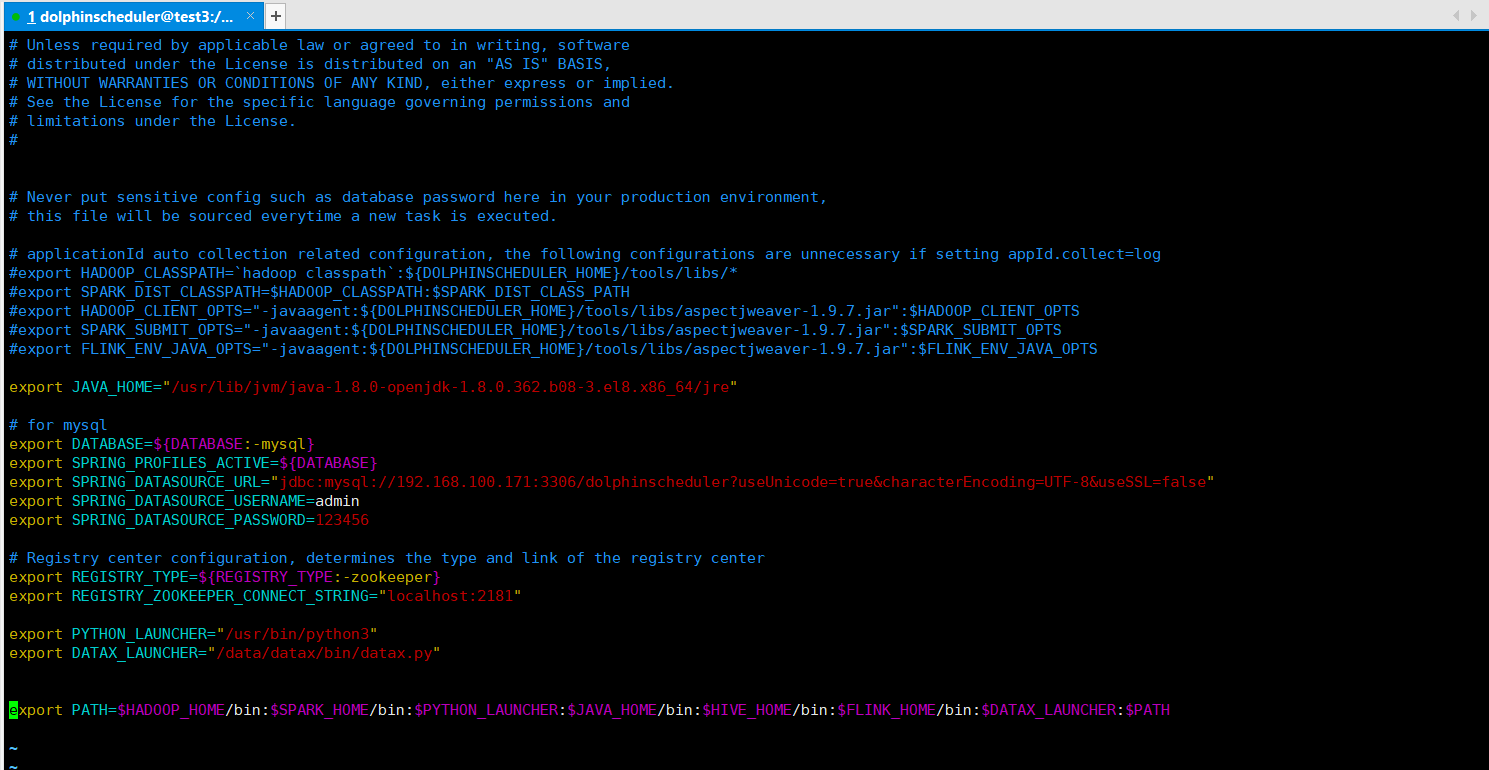 1 dolphinscheduler@test3:/... × +
# Unless required by applicable law or agreed to in writing, software
# distributed under the License is distributed on an "AS IS" BASIS,
# WITHOUT WARRANTIES OR CONDITIONS OF ANY KIND, either express or implied.
# See the License for the specific language governing permissions and
# limitations under the License.
#
# Never put sensitive config such as database password here in your production environment,
# this file will be sourced everytime a new task is executed.
# applicationId auto collection related configuration, the following configurations are unnecessary if setting appId.collect=log
#export HADOOP_CLASSPATH=`hadoop classpath`:${DOLPHINSCHEDULER_HOME}/tools/libs/*
#export SPARK_DIST_CLASSPATH=$HADOOP_CLASSPATH:$SPARK_DIST_CLASS_PATH
#export HADOOP_CLIENT_OPTS="-javaagent:${DOLPHINSCHEDULER_HOME}/tools/libs/aspectjweaver-1.9.7.jar":$HADOOP_CLIENT_OPTS
#export SPARK_SUBMIT_OPTS="-javaagent:${DOLPHINSCHEDULER_HOME}/tools/libs/aspectjweaver-1.9.7.jar":$SPARK_SUBMIT_OPTS
#export FLINK_ENV_JAVA_OPTS="-javaagent:${DOLPHINSCHEDULER_HOME}/tools/libs/aspectjweaver-1.9.7.jar":$FLINK_ENV_JAVA_OPTS
export JAVA_HOME="/usr/lib/jvm/java-1.8.0-openjdk-1.8.0.362.b08-3.el8.x86_64/jre"
# for mysql
export DATABASE=${DATABASE:-mysql}
export SPRING_PROFILES_ACTIVE=${DATABASE}
export SPRING_DATASOURCE_URL="jdbc:mysql://192.168.100.171:3306/dolphinscheduler?useUnicode=true&characterEncoding=UTF-8&useSSL=false"
export SPRING_DATASOURCE_USERNAME=admin
export SPRING_DATASOURCE_PASSWORD=123456
# Registry center configuration, determines the type and link of the registry center
export REGISTRY_TYPE=${REGISTRY_TYPE:-zookeeper}
export REGISTRY_ZOOKEEPER_CONNECT_STRING="localhost:2181"
export PYTHON_LAUNCHER="/usr/bin/python3"
export DATAX_LAUNCHER="/data/datax/bin/datax.py"
export PATH=$HADOOP_HOME/bin:$SPARK_HOME/bin:$PYTHON_LAUNCHER:$JAVA_HOME/bin:$HIVE_HOME/bin:$FLINK_HOME/bin:$DATAX_LAUNCHER:$PATH
~
~